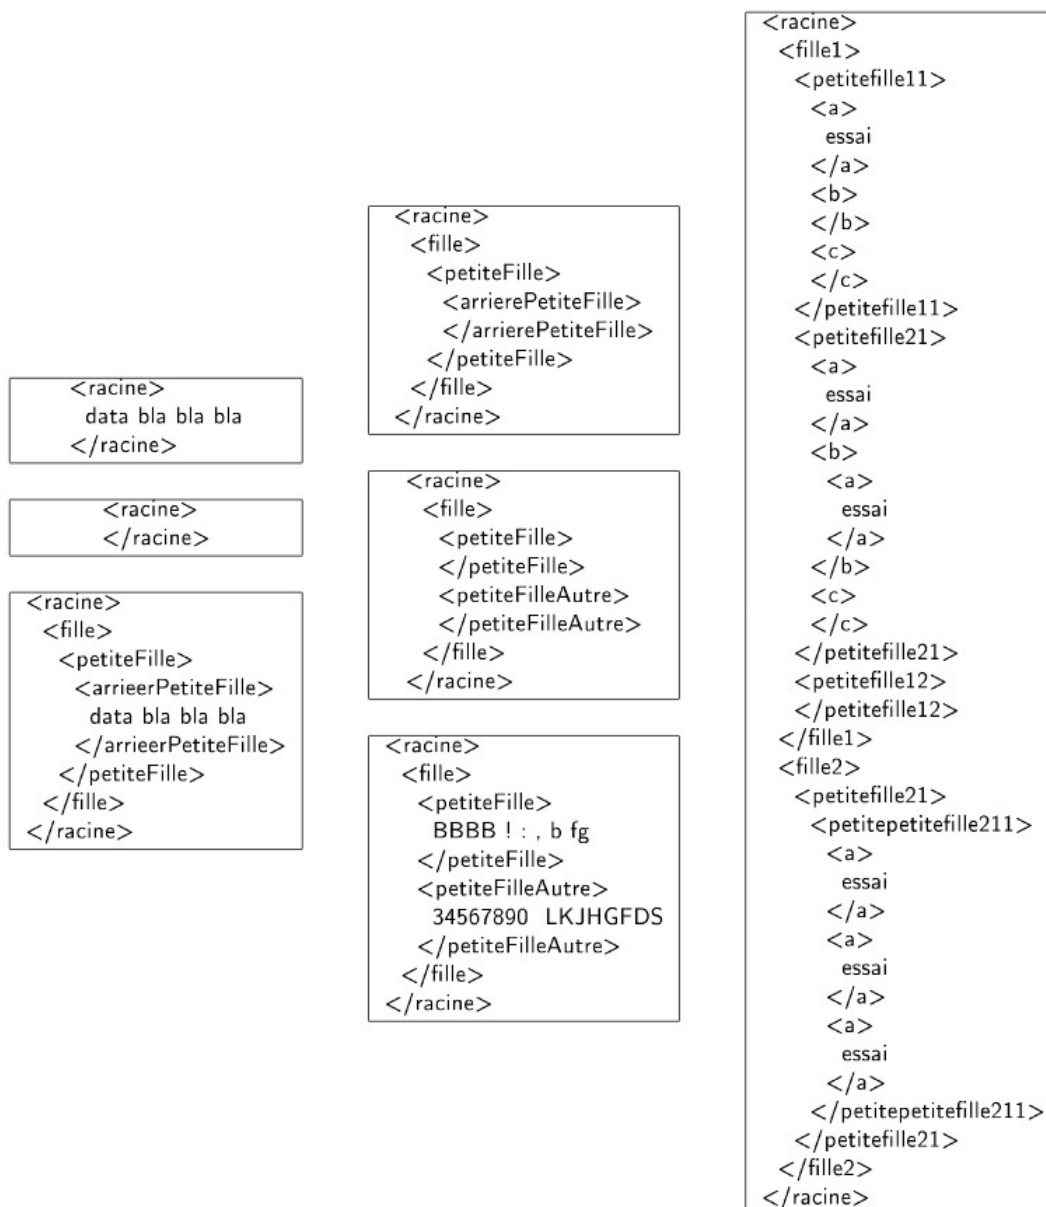 <racine>
data bla bla bla
</racine>
<racine>
</racine>
<racine>
<fille>
<petiteFille>
<arrieerPetiteFille>
data bla bla bla
</arrieerPetiteFille>
</petiteFille>
</fille>
</racine>
<racine>
<fille>
<petiteFille>
<arrierePetiteFille>
</arrierePetiteFille>
</petiteFille>
</fille>
</racine>
<racine>
<fille>
<petiteFille>
</petiteFille>
<petiteFilleAutre>
</petiteFilleAutre>
</fille>
</racine>
<racine>
<fille>
<petiteFille>
BBBB ! : , b fg
</petiteFille>
<petiteFilleAutre>
34567890 LKJHGFDS
</petiteFilleAutre>
</fille>
</racine>
<racine>
<fille1>
<petitefille11>
<a>
essai
</a>
<b>
</b>
<c>
</c>
</petitefille11>
<petitefille21>
<a>
essai
</a>
<b>
<a>
essai
</a>
</b>
<c>
</c>
</petitefille21>
<petitefille12>
</petitefille12>
</fille1>
<fille2>
<petitefille21>
<petitepetitefille211>
<a>
essai
</a>
<a>
essai
</a>
<a>
essai
</a>
</petitepetitefille211>
</petitefille21>
</fille2>
</racine>